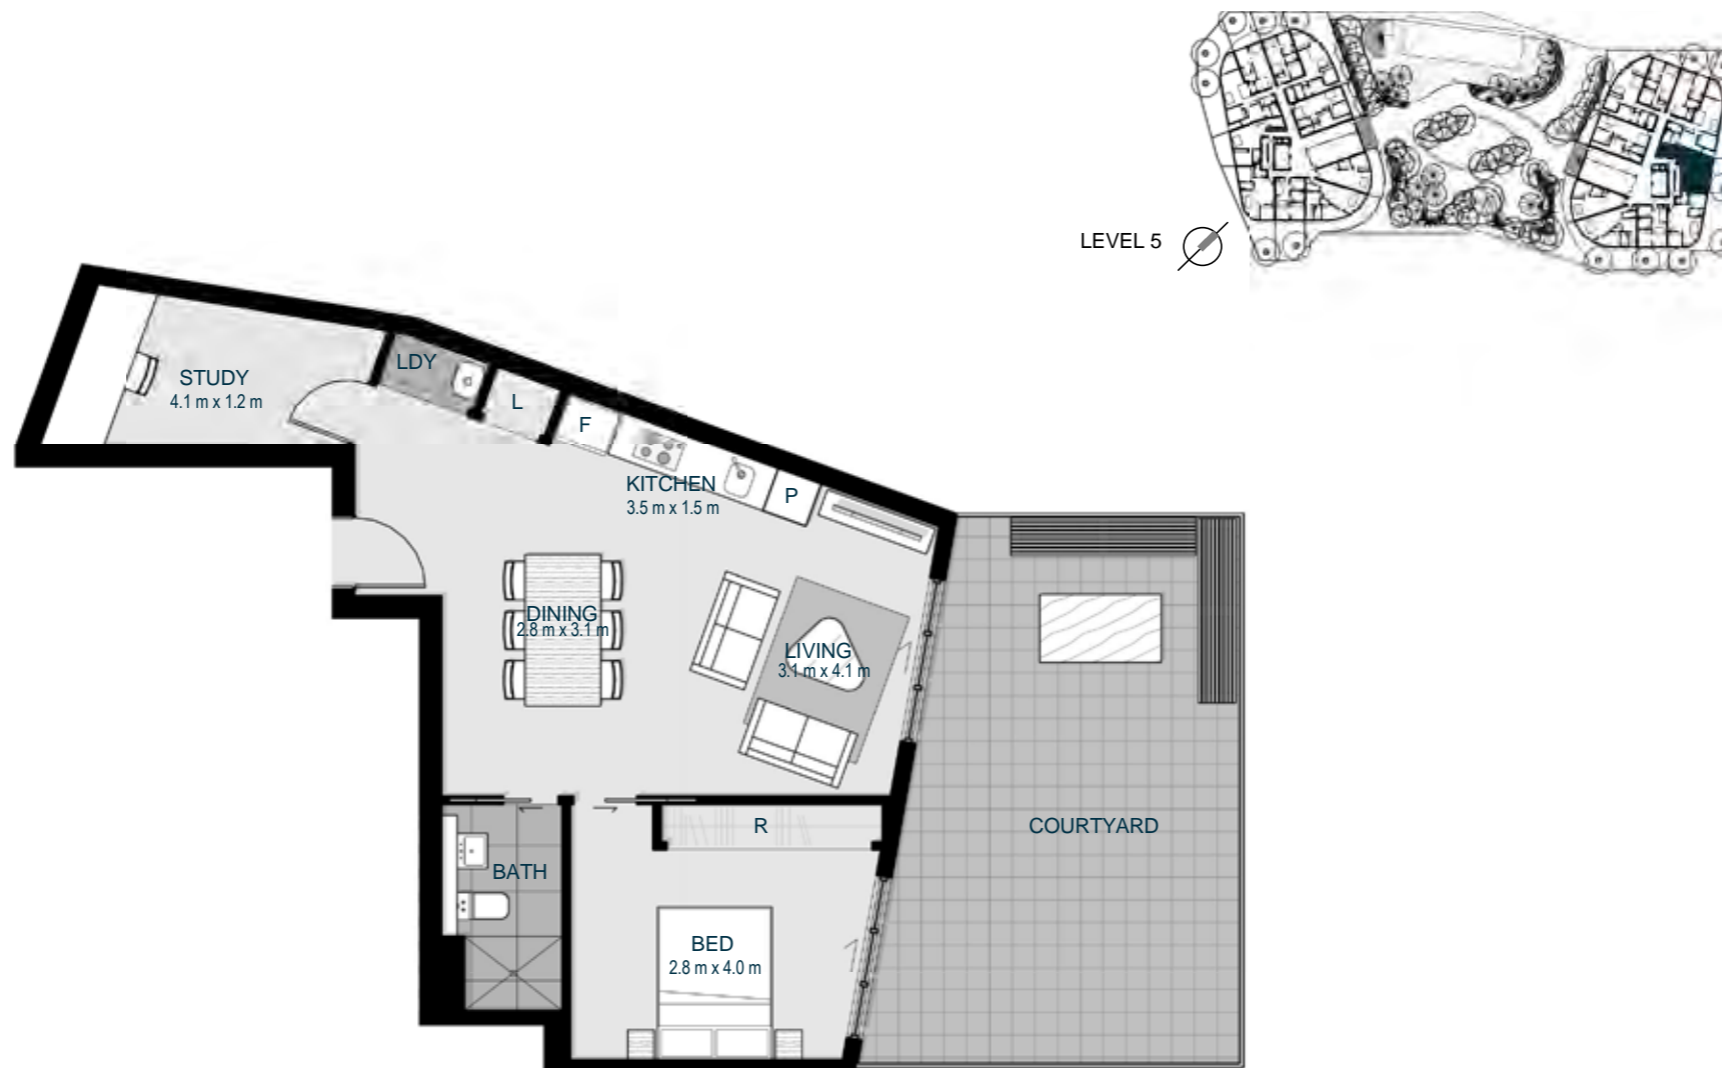 LEVEL 5
STUDY
4.1 m x 1.2 m
LDY
L
F
KITCHEN
3.5 m x 1.5 m
P
DINING
2.8 m x 3.1 m
LIVING
3.1 m x 4.1 m
R
COURTYARD
BATH
BED
2.8 m x 4.0 m